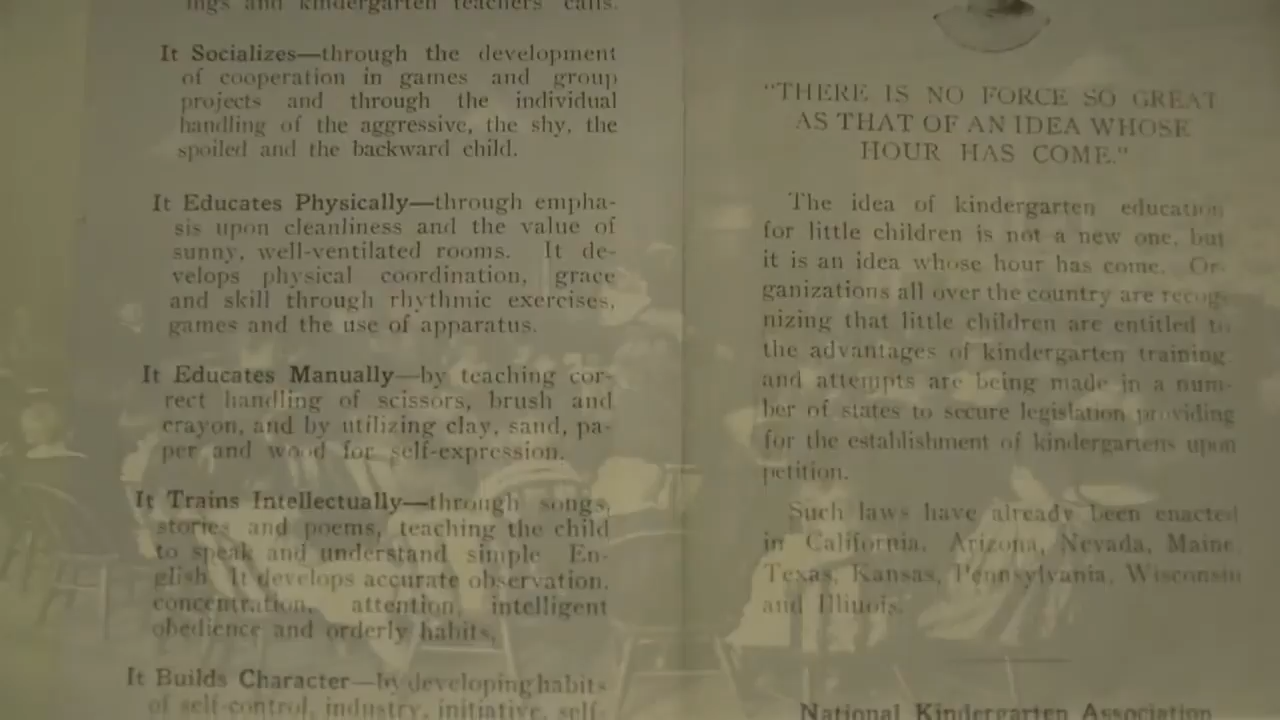 ings and kindergarten teachers' calls.
It Socializes—through the development
of cooperation in games and group
projects and through the individual
handling of the aggressive, the shy, the
spoiled and the backward child.
It Educates Physically—through empha-
sis upon cleanliness and the value of
sunny, well-ventilated rooms. It de-
velops physical coordination, grace
and skill through rhythmic exercises,
games and the use of apparatus.
It Educates Manually—by teaching cor-
rect handling of scissors, brush and
crayon, and by utilizing clay, sand, pa-
per and wood for self-expression.
It Trains Intellectually—through songs,
stories and poems, teaching the child
to speak and understand simple En-
glish. It develops accurate observation,
concentration, attention, intelligent
obedience and orderly habits.
It Builds Character—by developing habits
of self-control, industry, initiative, self-
"THERE IS NO FORCE SO GREAT
AS THAT OF AN IDEA WHOSE
HOUR HAS COME."
The idea of kindergarten education
for little children is not a new one, but
it is an idea whose hour has come. Or-
ganizations all over the country are recog-
nizing that little children are entitled to
the advantages of kindergarten training
and attempts are being made in a num-
ber of states to secure legislation providing
for the establishment of kindergartens upon
petition.
Such laws have already been enacted
in California, Arizona, Nevada, Maine,
Texas, Kansas, Pennsylvania, Wisconsin
and Illinois.
National Kindergarten Association